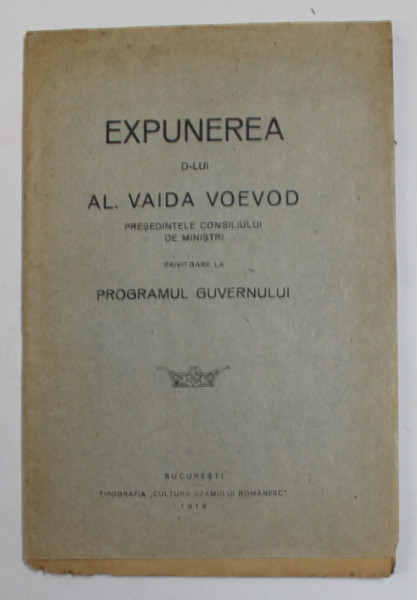 EXPUNEREA
D-LUI
AL. VAIDA VOEVOD
PREȘEDINTELE CONSILIULUI
DE MINIȘTRI
PRIVITOARE LA
PROGRAMUL GUVERNULUI
BUCUREȘTI
TIPOGRAFIA „CULTURA NEAMULUI ROMÂNESC"
1919